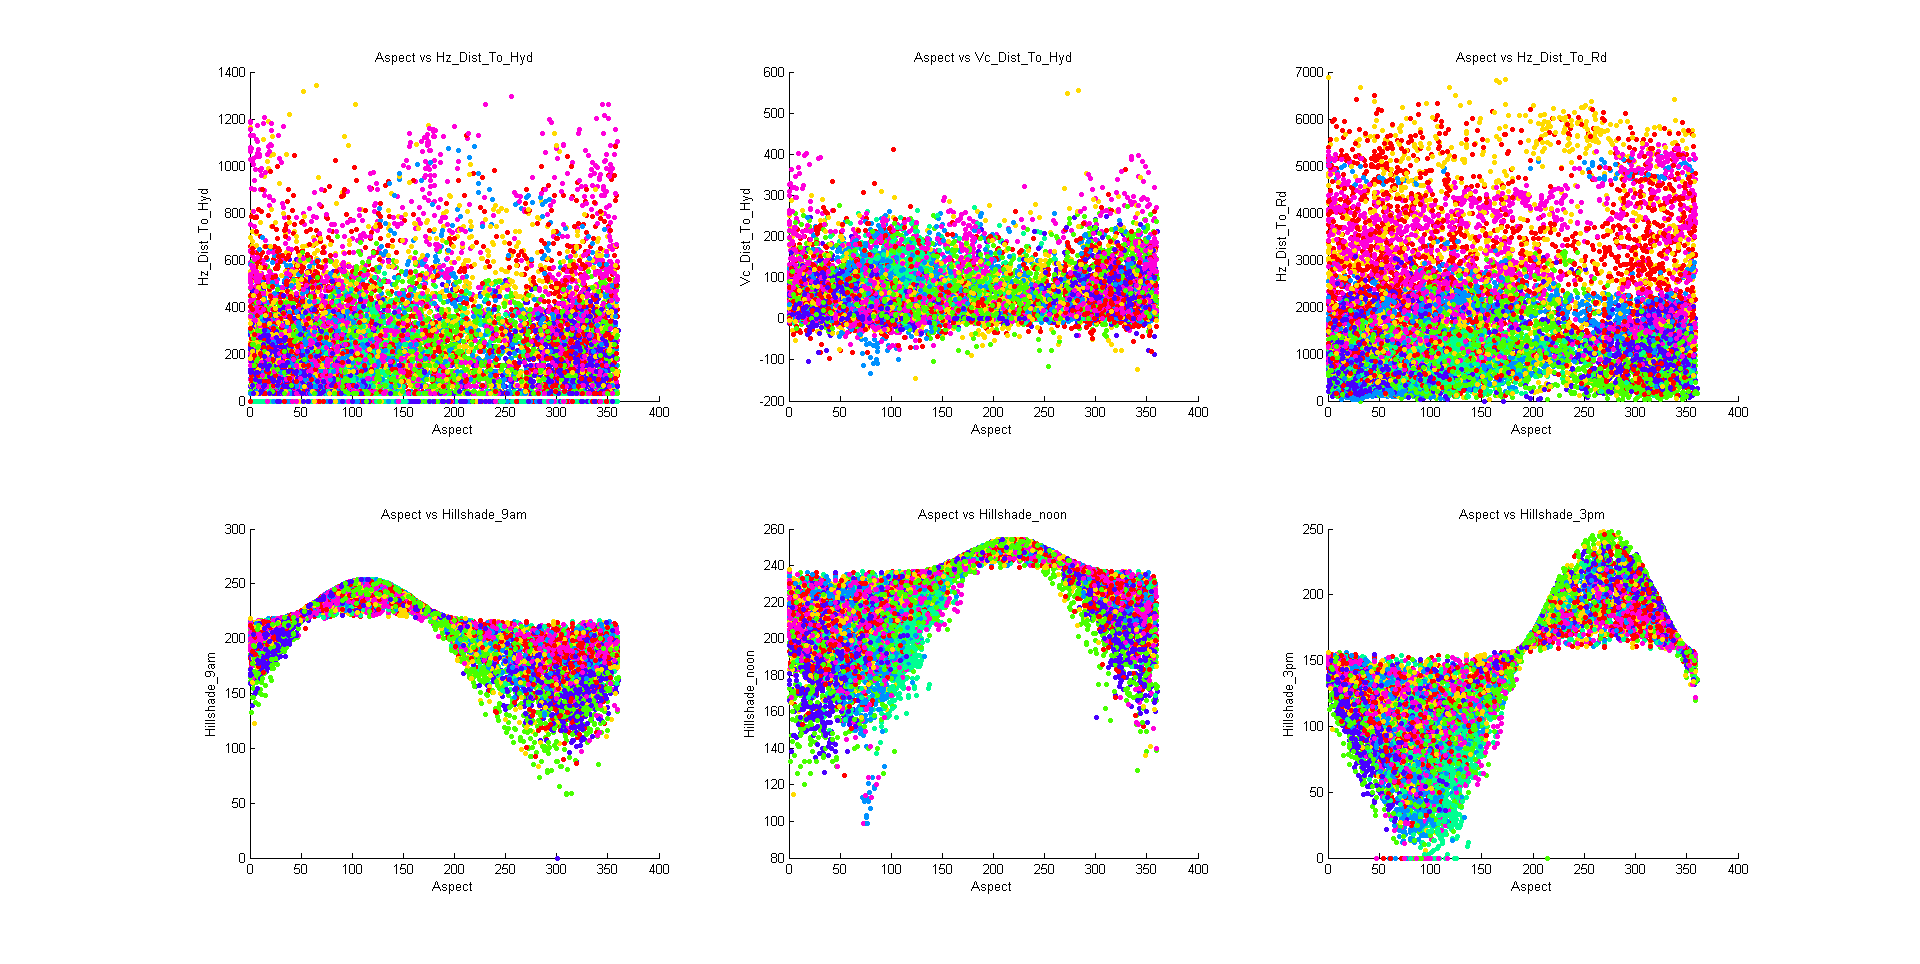 Aspect vs Hz_Dist_To_Hyd
1400
1200
1000
800
600
400
200
0
Hz_Dist_To_Hyd
0 50 100 150 200 250 300 350 400
Aspect
Aspect vs Vc_Dist_To_Hyd
600
500
400
300
200
100
0
-100
-200
Vc_Dist_To_Hyd
0 50 100 150 200 250 300 350 400
Aspect
Aspect vs Hz_Dist_To_Rd
7000
6000
5000
4000
3000
2000
1000
0
Hz_Dist_To_Rd
0 50 100 150 200 250 300 350 400
Aspect
Aspect vs Hillshade_9am
300
250
200
150
100
50
0
Hillshade_9am
0 50 100 150 200 250 300 350 400
Aspect
Aspect vs Hillshade_noon
260
240
220
200
180
160
140
120
100
80
Hillshade_noon
0 50 100 150 200 250 300 350 400
Aspect
Aspect vs Hillshade_3pm
250
200
150
100
50
0
Hillshade_3pm
0 50 100 150 200 250 300 350 400
Aspect